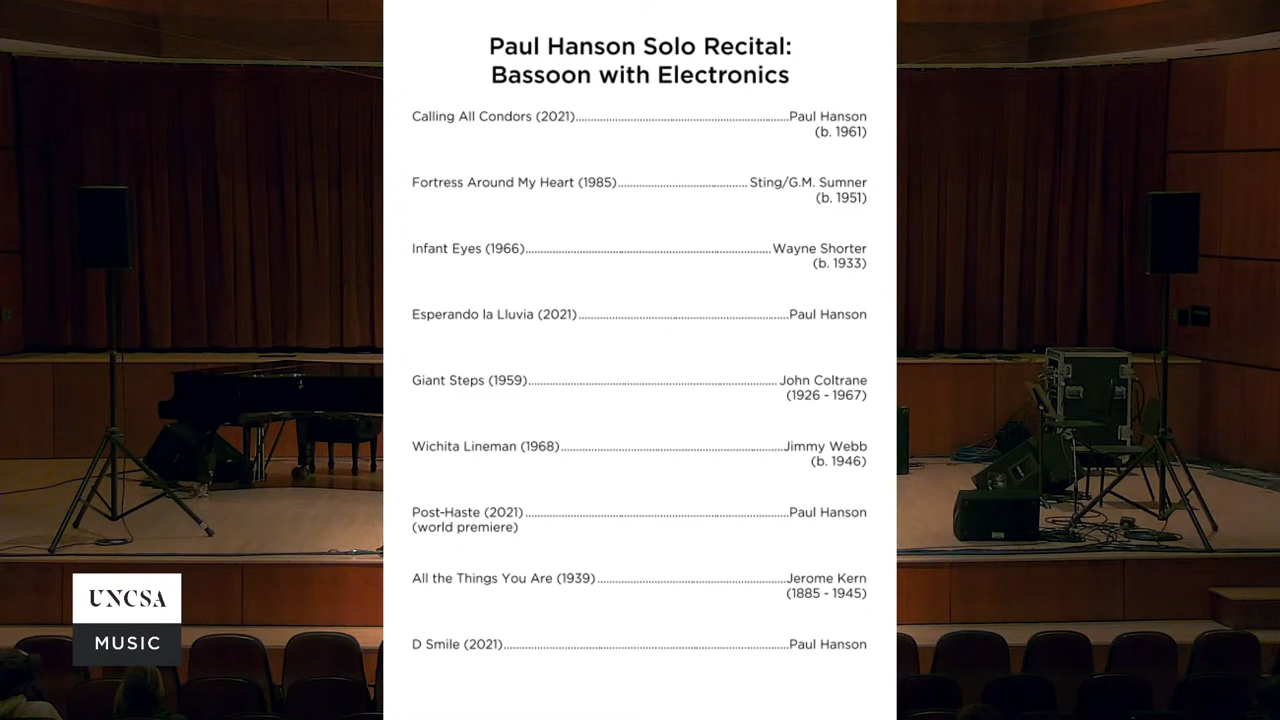 Paul Hanson Solo Recital:
Bassoon with Electronics
Calling All Condors (2021)..........Paul Hanson
(b. 1961)
Fortress Around My Heart (1985)..........Sting/G.M. Sumner
(b. 1951)
Infant Eyes (1966)..........Wayne Shorter
(b. 1933)
Esperando la Lluvia (2021)..........Paul Hanson
Giant Steps (1959)..........John Coltrane
(1926 - 1967)
Wichita Lineman (1968)..........Jimmy Webb
(b. 1946)
Post-Haste (2021)..........Paul Hanson
(world premiere)
All the Things You Are (1939)..........Jerome Kern
(1885 - 1945)
D Smile (2021)..........Paul Hanson
UNCSA
MUSIC